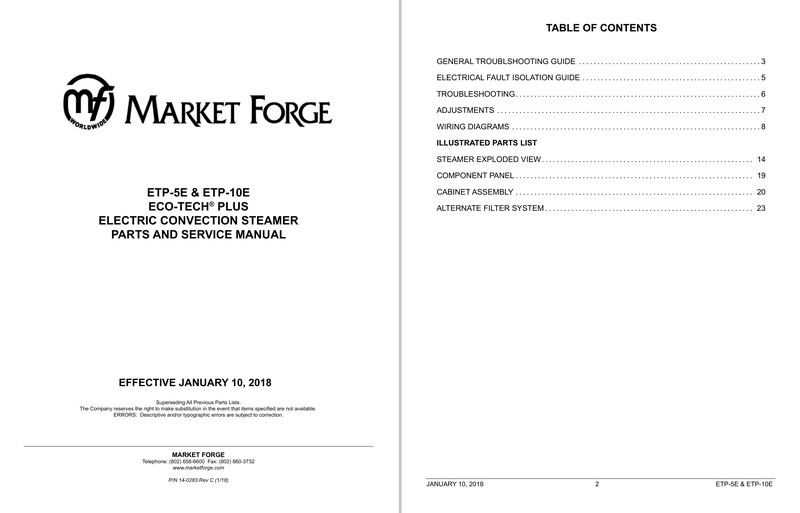 mfi
WORLDWIDE
MARKET FORGE
ETP-5E & ETP-10E
ECO-TECH® PLUS
ELECTRIC CONVECTION STEAMER
PARTS AND SERVICE MANUAL
EFFECTIVE JANUARY 10, 2018
Superseding All Previous Parts Lists.
The Company reserves the right to make substitution in the event that items specified are not available.
ERRORS: Descriptive and/or typographic errors are subject to correction.
MARKET FORGE
Telephone: (802) 658-6600 Fax: (802) 860-3732
www.marketforge.com
P/N 14-0283 Rev C (1/18)
TABLE OF CONTENTS
GENERAL TROUBLSHOOTING GUIDE . . . . . . . . . . . . . . . . . . . . 3
ELECTRICAL FAULT ISOLATION GUIDE . . . . . . . . . . . . . . . . . . . . 5
TROUBLESHOOTING. . . . . . . . . . . . . . . . . . . . 6
ADJUSTMENTS . . . . . . . . . . . . . . . . . . . . 7
WIRING DIAGRAMS . . . . . . . . . . . . . . . . . . . . 8
ILLUSTRATED PARTS LIST
STEAMER EXPLODED VIEW. . . . . . . . . . . . . . . . . . . . 14
COMPONENT PANEL. . . . . . . . . . . . . . . . . . . . 19
CABINET ASSEMBLY . . . . . . . . . . . . . . . . . . . . 20
ALTERNATE FILTER SYSTEM. . . . . . . . . . . . . . . . . . . . 23
JANUARY 10, 2018 2 ETP-5E & ETP-10E